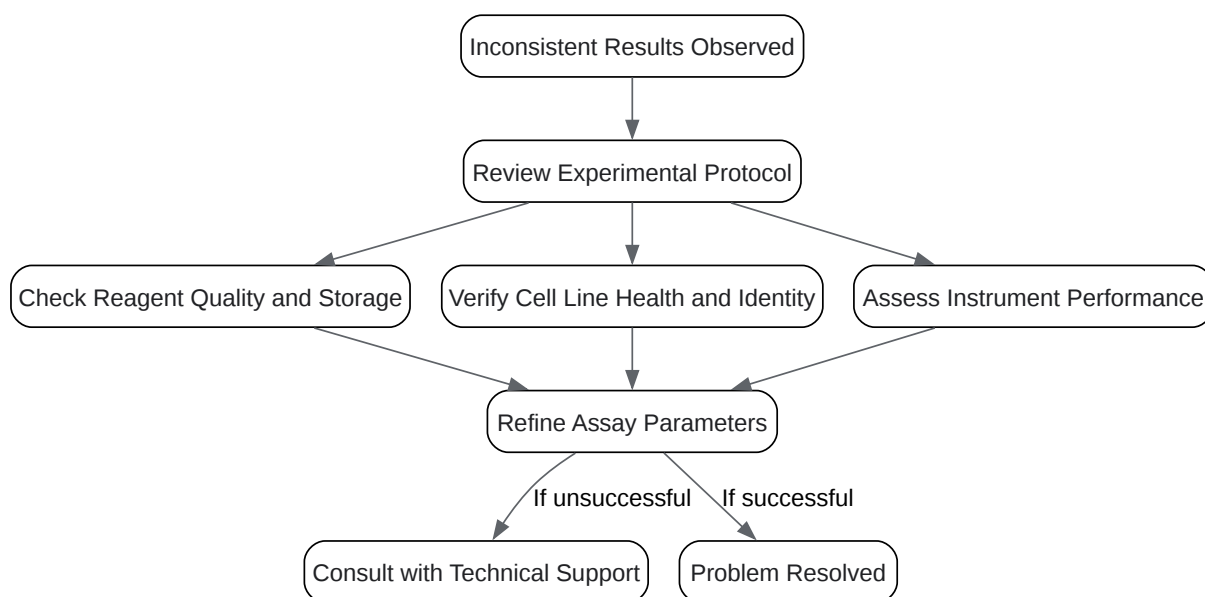 Inconsistent Results Observed
Review Experimental Protocol
Check Reagent Quality and Storage
Verify Cell Line Health and Identity
Assess Instrument Performance
Refine Assay Parameters
If unsuccessful
If successful
Consult with Technical Support
Problem Resolved